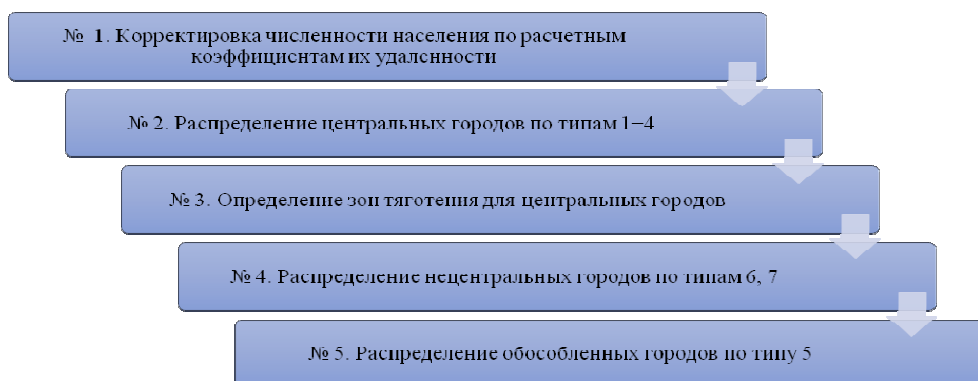 № 1. Корректировка численности населения по расчетным
коэффициентам их удаленности
№ 2. Распределение центральных городов по типам 1–4
№ 3. Определение зон тяготения для центральных городов
№ 4. Распределение нецентральных городов по типам 6, 7
№ 5. Распределение обособленных городов по типу 5